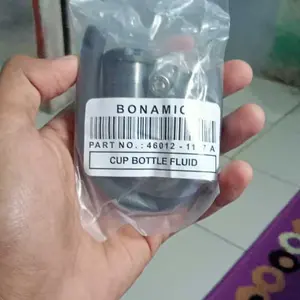 BONAMIC
PART NO. : 46012 -
CUP BOTTLE FLUID